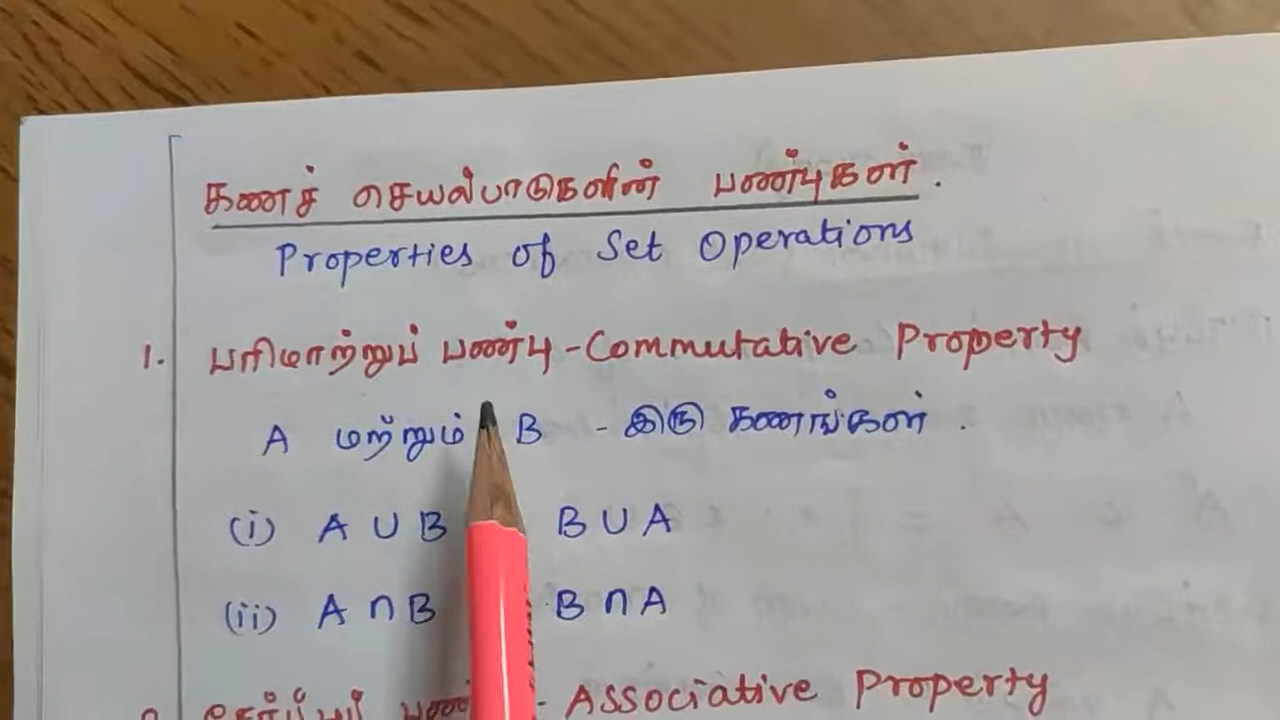 கணச் செயல்பாடுகளின் பண்புகள்.
Properties of Set Operations
1. பரிமாற்றுப் பண்பு - Commutative Property
A மற்றும் B - இரு கணங்கள்.
(i) A ∪ B B ∪ A
(ii) A ∩ B B ∩ A
- Associative Property